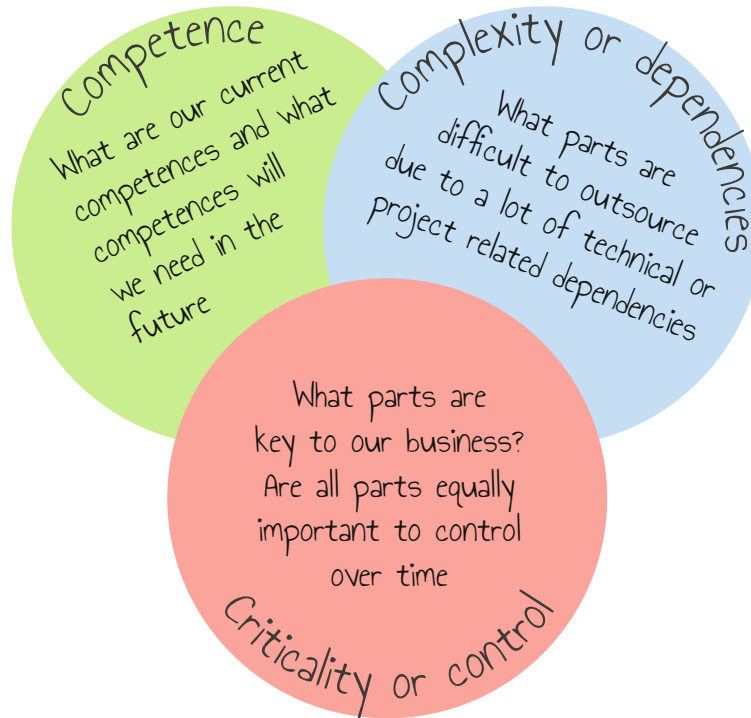 Competence
What are our current
competences and what
competences will
we need in the
future
Complexity or dependencies
What parts are
difficult to outsource
due to a lot of technical or
project related dependencies
What parts are
key to our business?
Are all parts equally
important to control
over time
Criticality or control